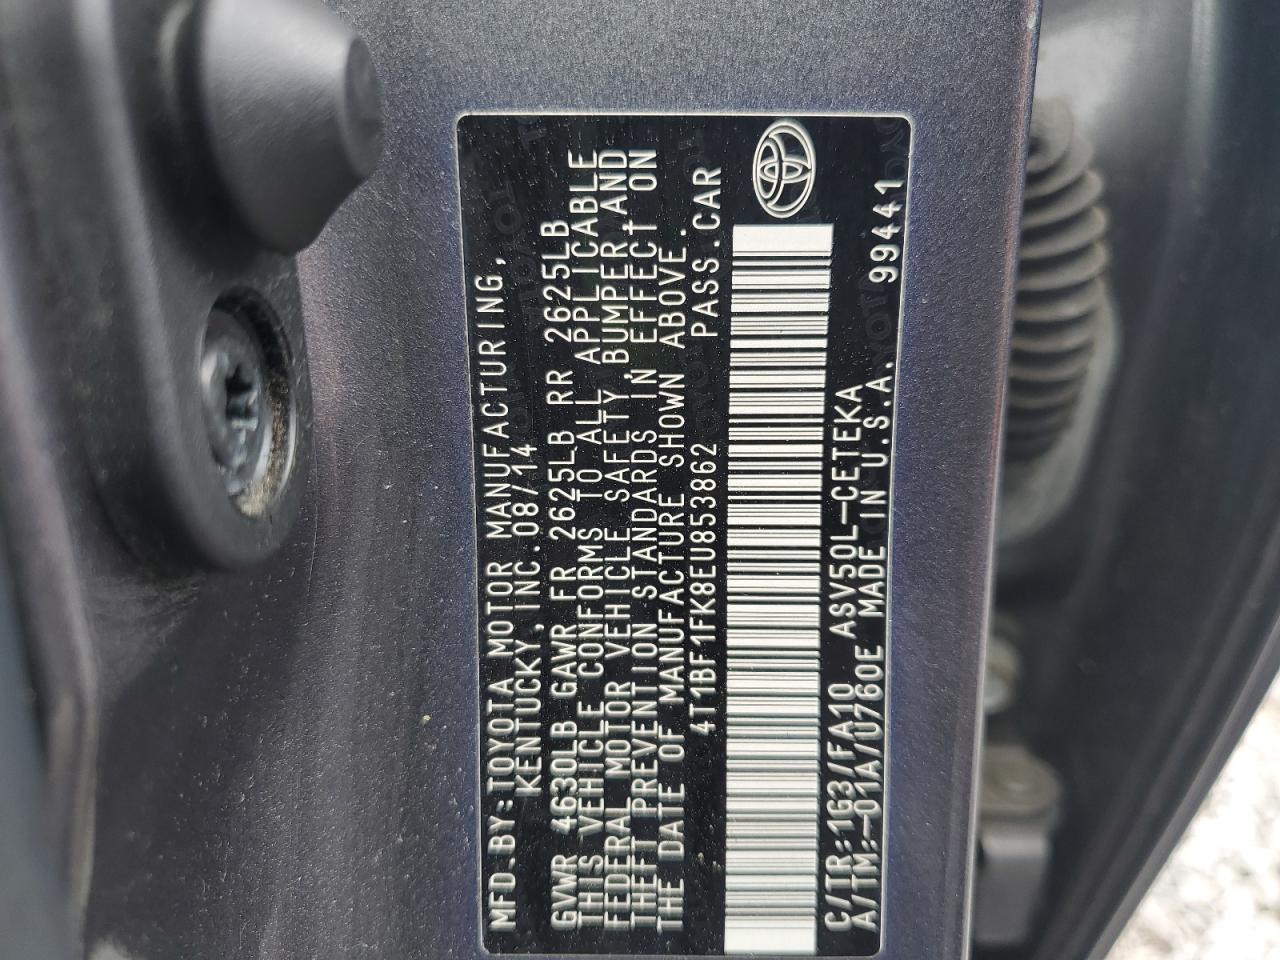 MFD.BY:TOYOTA MOTOR MANUFACTURING,
KENTUCKY, INC. 08/14
GVWR 4630LB GAWR FR 2625LB RR 2625LB
THIS VEHICLE CONFORMS TO ALL APPLICABLE
FEDERAL MOTOR VEHICLE SAFETY, BUMPER AND
THEFT PREVENTION STANDARDS IN EFFECT ON
THE DATE OF MANUFACTURE SHOWN ABOVE.
4T1BF1FK8EU853862 PASS.CAR
C/TR:1G3/FA10 ASV50L-CETEKA
A/TM:-01A/U760E MADE IN U.S.A. 99441